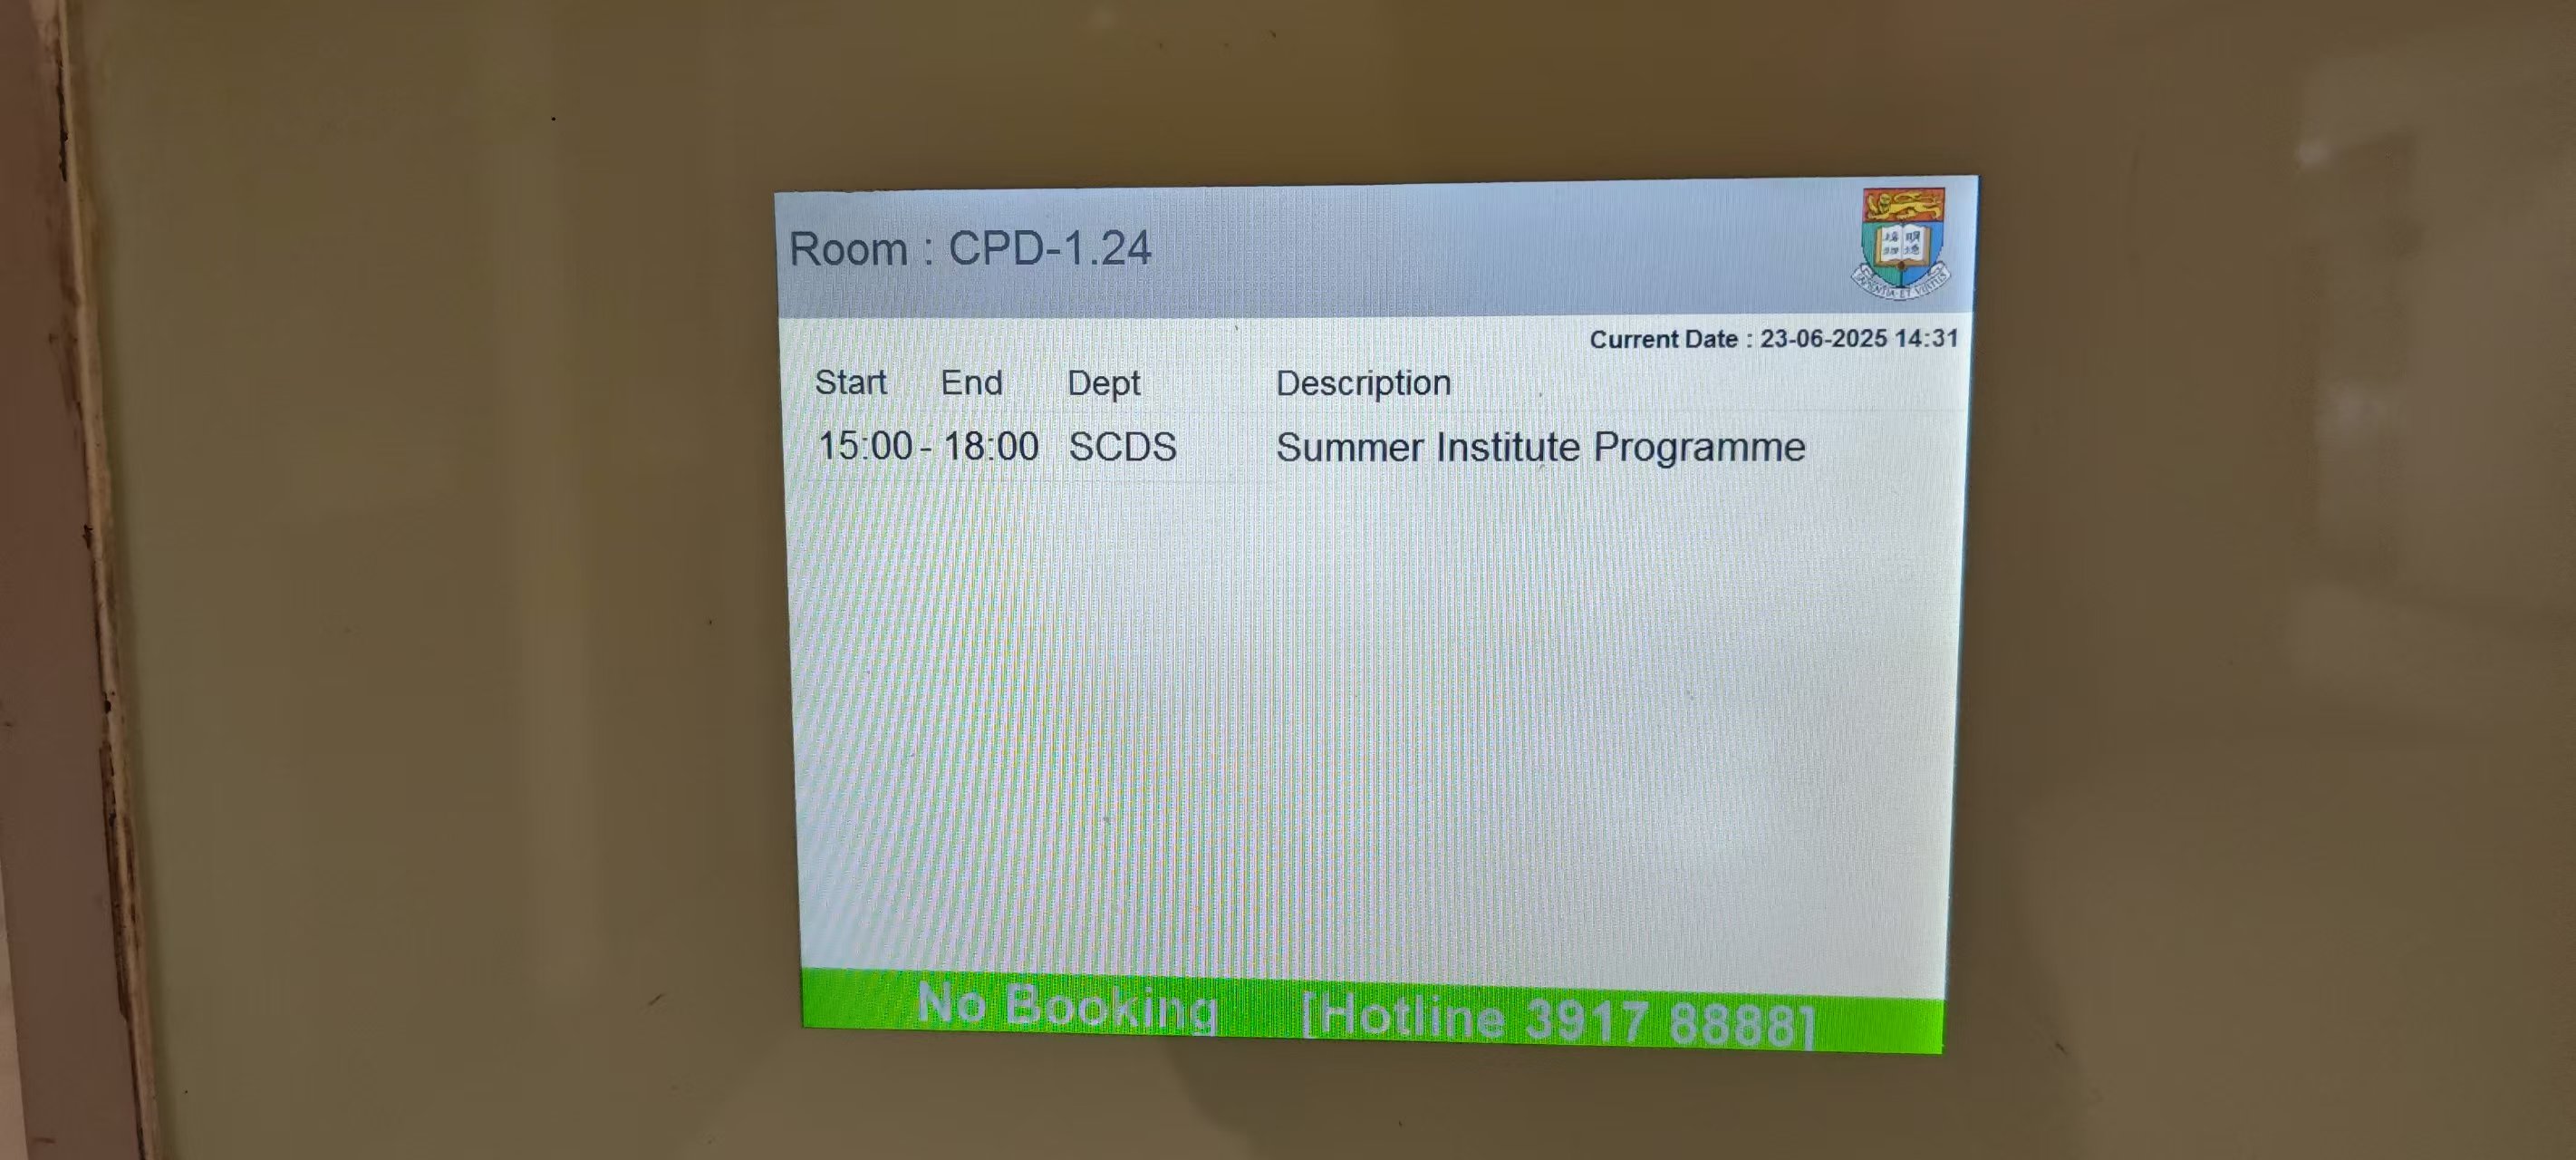 Room : CPD-1.24
Current Date : 23-06-2025 14:31
Start End Dept Description
15:00 - 18:00 SCDS Summer Institute Programme
No Booking [Hotline 3917 8888]